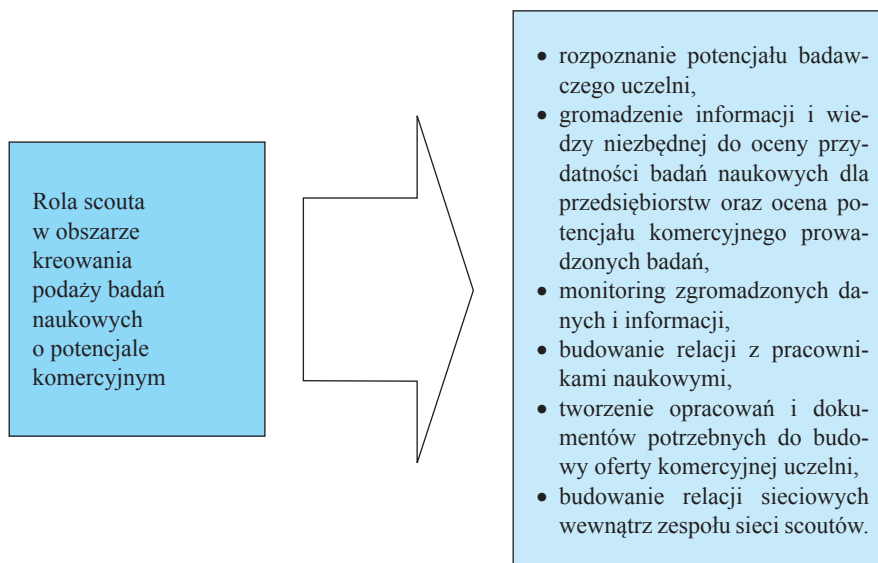 Rola scouta
w obszarze
kreowania
podaży badań
naukowych
o potencjale
komercyjnym
• rozpoznanie potencjału badaw-
czego uczelni,
• gromadzenie informacji i wie-
dzy niezbędnej do oceny przy-
datności badań naukowych dla
przedsiębiorstw oraz ocena po-
tencjału komercyjnego prowa-
dzonych badań,
• monitoring zgromadzonych da-
nych i informacji,
• budowanie relacji z pracowni-
kami naukowymi,
• tworzenie opracowań i doku-
mentów potrzebnych do budo-
wy oferty komercyjnej uczelni,
• budowanie relacji sieciowych
wewnątrz zespołu sieci scoutów.